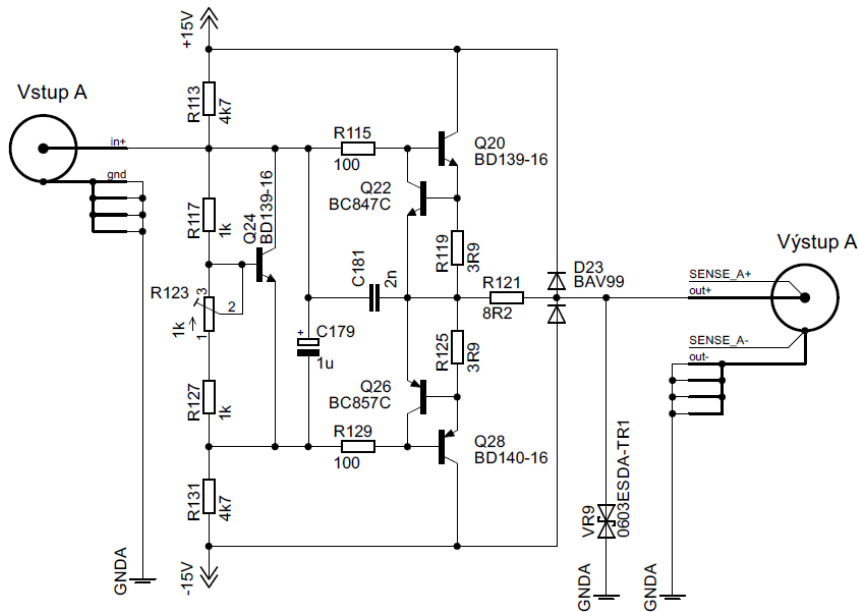 +15V
Vstup A
in+
gnd
R113
4k7
R115
100
Q20
BD139-16
R117
1k
Q24
BD139-16
Q22
BC847C
R119
3R9
Výstup A
SENSE_A+
out+
D23
BAV99
C181
2n
R121
8R2
R123
3
2
1k
1
+
C179
1u
R125
3R9
SENSE_A-
out-
Q26
BC857C
R127
1k
R129
100
Q28
BD140-16
R131
4k7
VR9
0603ESDA-TR1
GNDA
-15V
GNDA
GNDA